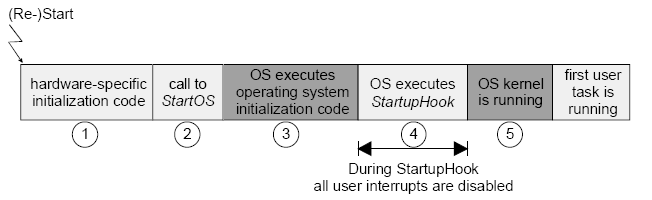 (Re-)Start
hardware-specific
initialization code
call to
StartOS
OS executes
operating system
initialization code
OS executes
StartupHook
OS kernel
is running
first user
task is
running
1
2
3
4
5
During StartupHook
all user interrupts are disabled